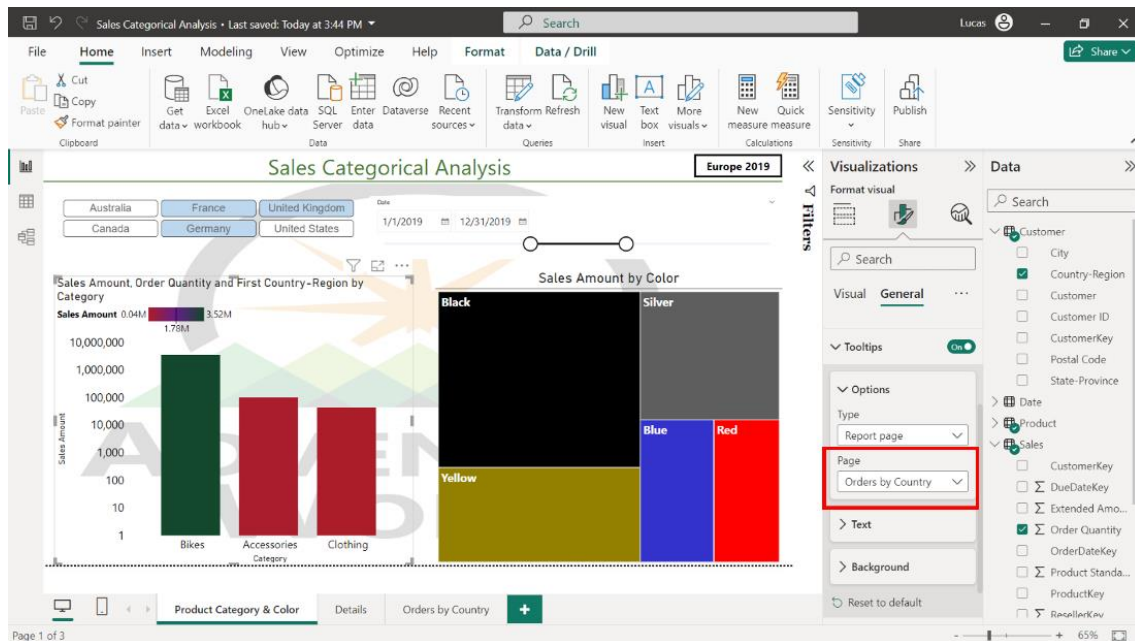 Sales Categorical Analysis • Last saved: Today at 3:44 PM
Search
Lucas
File Home Insert Modeling View Optimize Help Format Data / Drill
Share
Paste
Cut
Copy
Format painter
Clipboard
Get data
Excel workbook
OneLake data hub
SQL Server
Enter data
Dataverse
Recent sources
Data
Transform data
Refresh
Queries
New visual
Text box
More visuals
Insert
New measure
Quick measure
Calculations
Sensitivity
Sensitivity
Publish
Share
Sales Categorical Analysis
Europe 2019
Australia France United Kingdom
Canada Germany United States
Date
1/1/2019 12/31/2019
Sales Amount, Order Quantity and First Country-Region by
Category
Sales Amount 0.04M 3.52M
1.78M
10,000,000
1,000,000
100,000
10,000
1,000
100
10
1
Sales Amount
Bikes Accessories Clothing
Category
Sales Amount by Color
Black
Silver
Blue
Red
Yellow
Filters
Visualizations
Format visual
Search
Visual General
Tooltips On
Options
Type
Report page
Page
Orders by Country
Text
Background
Reset to default
Data
Search
Customer
City
Country-Region
Customer
Customer ID
CustomerKey
Postal Code
State-Province
Date
Product
Sales
CustomerKey
DueDateKey
Extended Amo...
Order Quantity
OrderDateKey
Product Standa...
ProductKey
ResellerKey
Product Category & Color Details Orders by Country +
Page 1 of 3
- + 65%